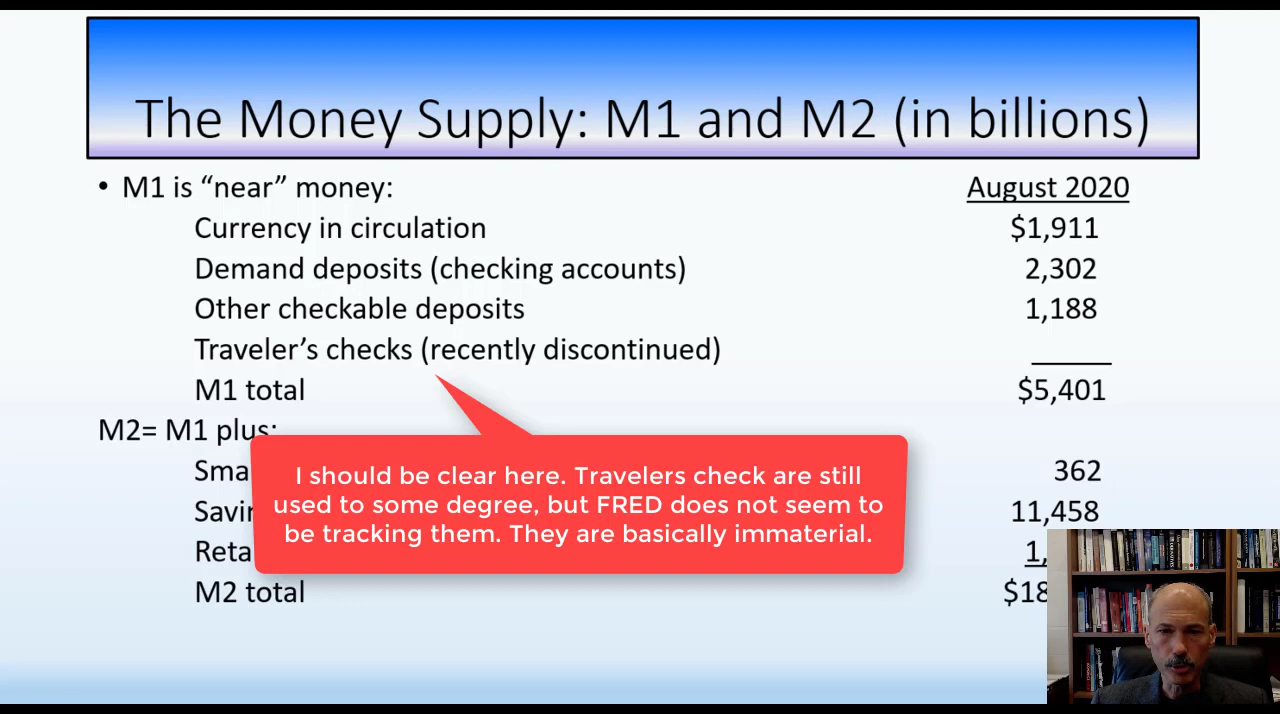 The Money Supply: M1 and M2 (in billions)
• M1 is “near” money: August 2020
Currency in circulation $1,911
Demand deposits (checking accounts) 2,302
Other checkable deposits 1,188
Traveler’s checks (recently discontinued)
M1 total $5,401
M2= M1 plus:
I should be clear here. Travelers check are still
used to some degree, but FRED does not seem to
be tracking them. They are basically immaterial.
362
11,458
M2 total